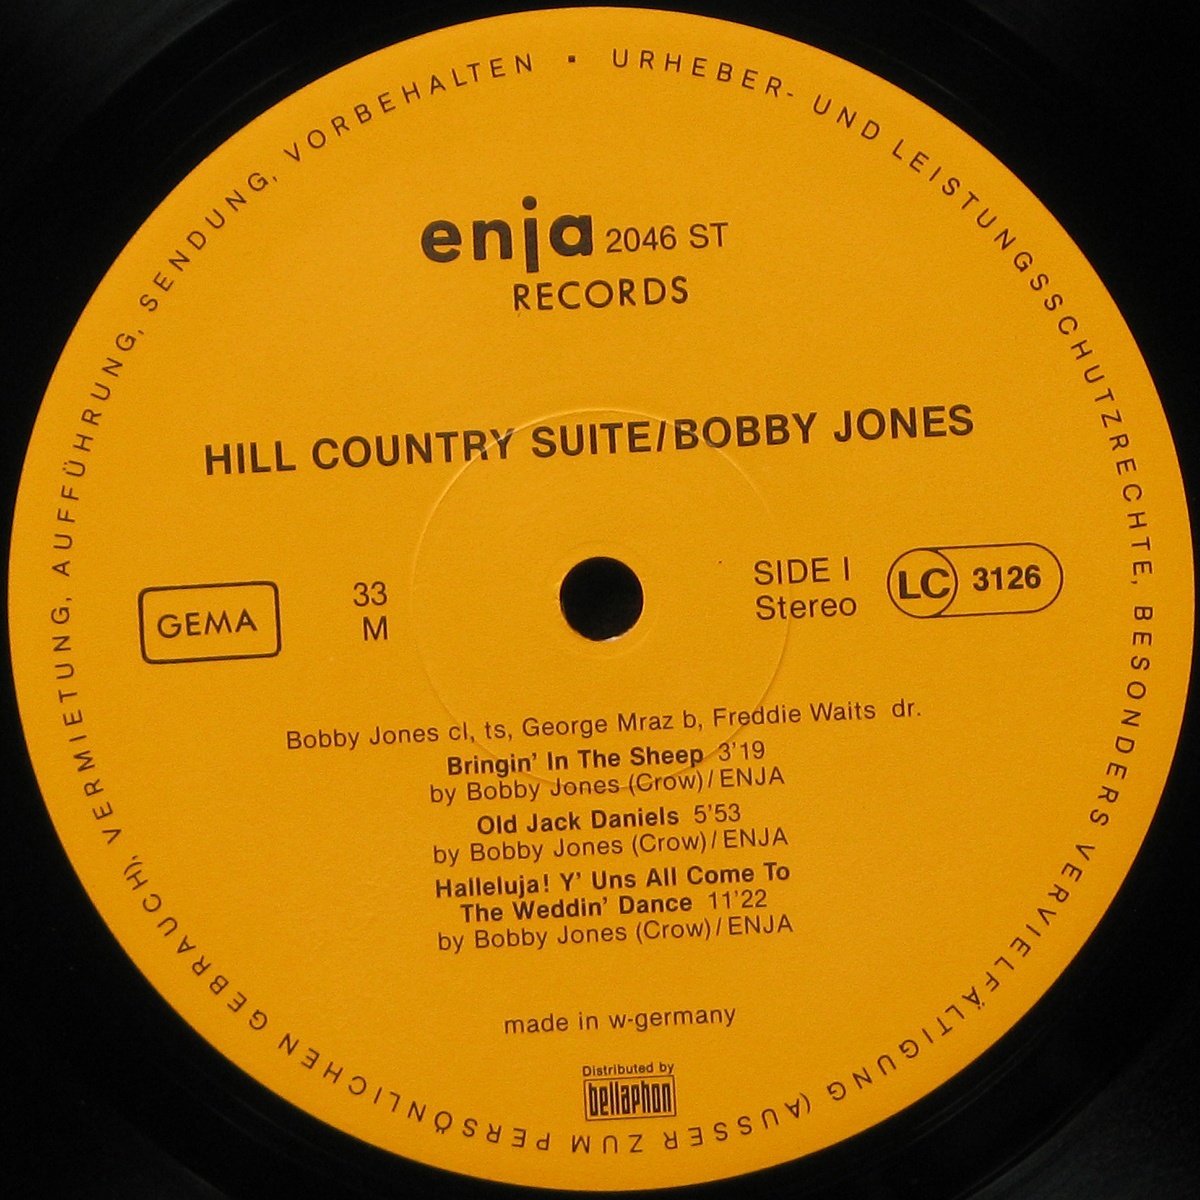 URHEBER- UND LEISTUNGSSCHUTZRECHTE, BESONDERS VERVIELFÄLTIGUNG (AUSSER ZUM PERSÖNLICHEN GEBRAUCH), VERMIETUNG, AUFFÜHRUNG, SENDUNG, VORBEHALTEN ▪
enja 2046 ST
RECORDS
HILL COUNTRY SUITE/BOBBY JONES
GEMA
33
M
SIDE I
Stereo
LC 3126
Bobby Jones cl, ts, George Mraz b, Freddie Waits dr.
Bringin' In The Sheep 3'19
by Bobby Jones (Crow)/ENJA
Old Jack Daniels 5'53
by Bobby Jones (Crow)/ENJA
Halleluja! Y' Uns All Come To
The Weddin' Dance 11'22
by Bobby Jones (Crow)/ENJA
made in w-germany
Distributed by
bellaphon